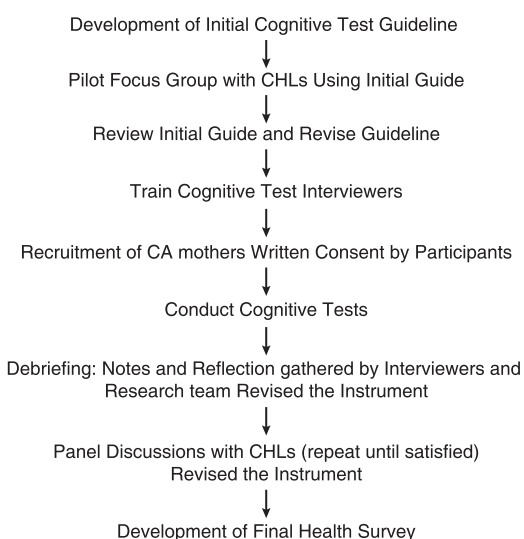 Development of Initial Cognitive Test Guideline
Pilot Focus Group with CHLs Using Initial Guide
Review Initial Guide and Revise Guideline
Train Cognitive Test Interviewers
Recruitment of CA mothers Written Consent by Participants
Conduct Cognitive Tests
Debriefing: Notes and Reflection gathered by Interviewers and
Research team Revised the Instrument
Panel Discussions with CHLs (repeat until satisfied)
Revised the Instrument
Development of Final Health Survey